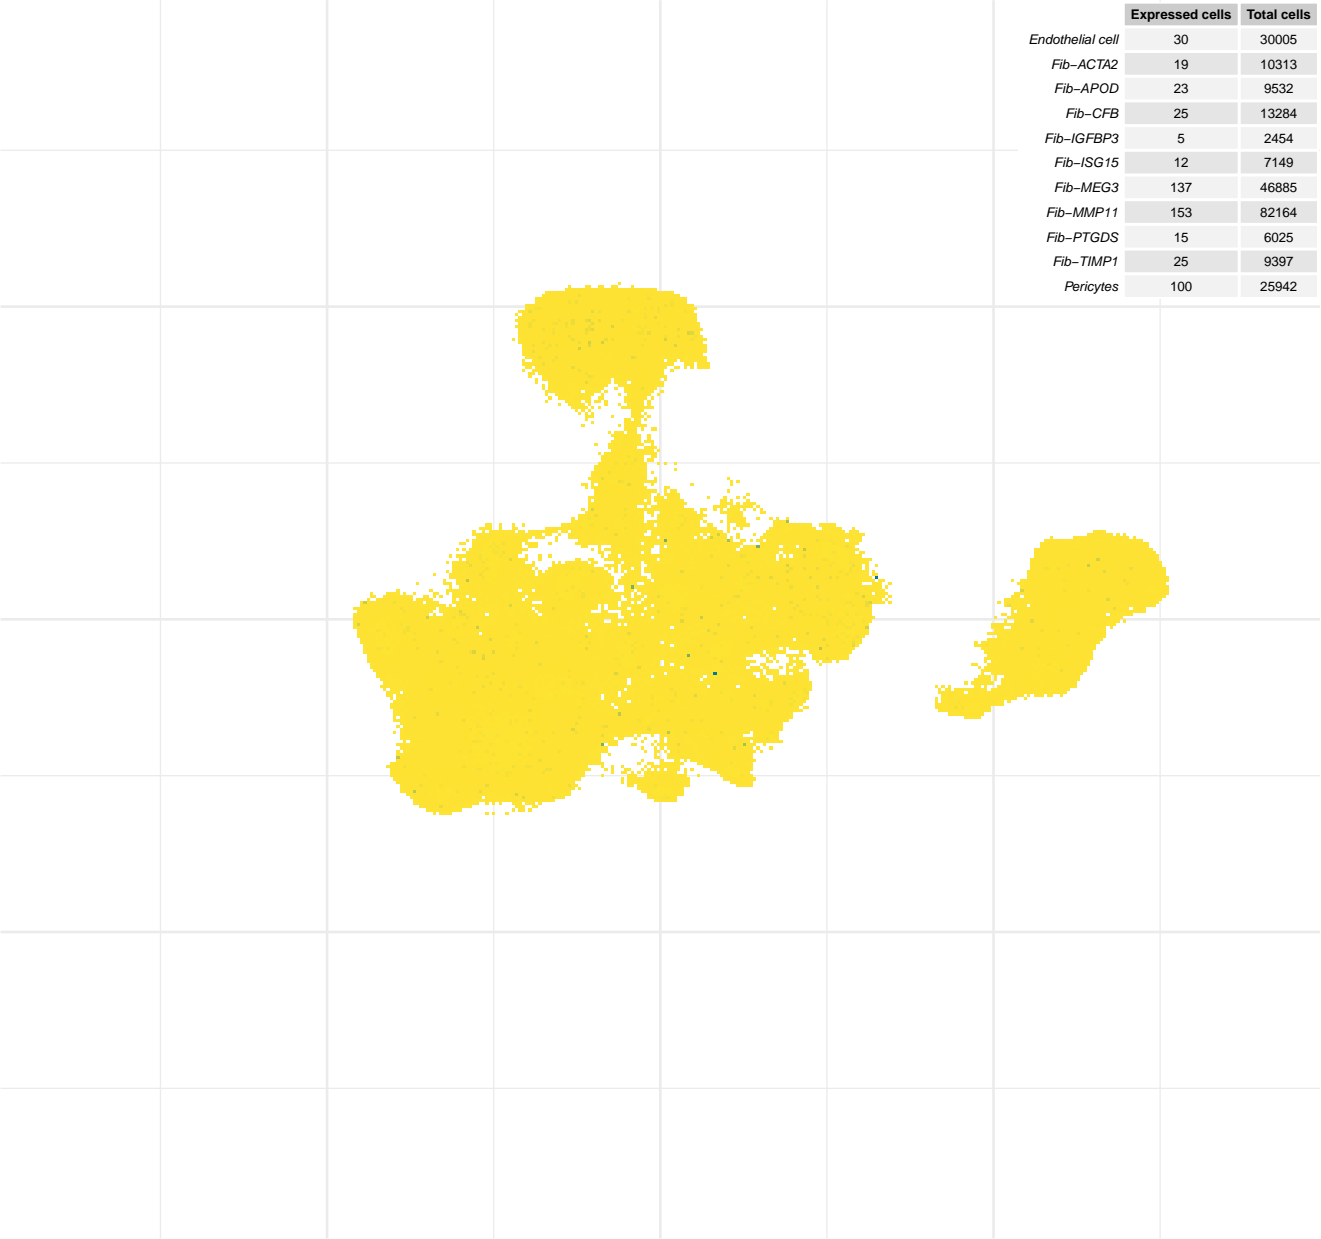 Expressed cells Total cells
Endothelial cell 30 30005
Fib−ACTA2 19 10313
Fib−APOD 23 9532
Fib−CFB 25 13284
Fib−IGFBP3 5 2454
Fib−ISG15 12 7149
Fib−MEG3 137 46885
Fib−MMP11 153 82164
Fib−PTGDS 15 6025
Fib−TIMP1 25 9397
Pericytes 100 25942